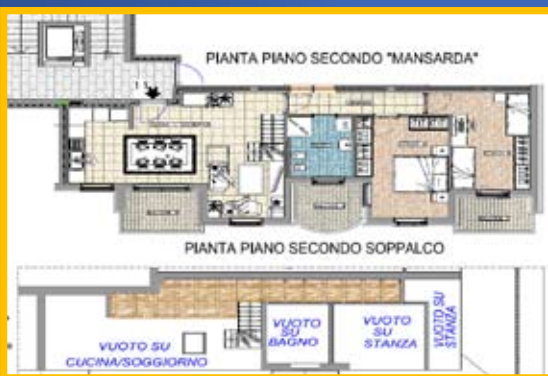 PIANTA PIANO SECONDO "MANSARDA"
PIANTA PIANO SECONDO SOPPALCO
VUOTO SU
CUCINA/SOGGIORNO
VUOTO
SU
BAGNO
VUOTO
SU
STANZA
VUOTO SU
STANZA